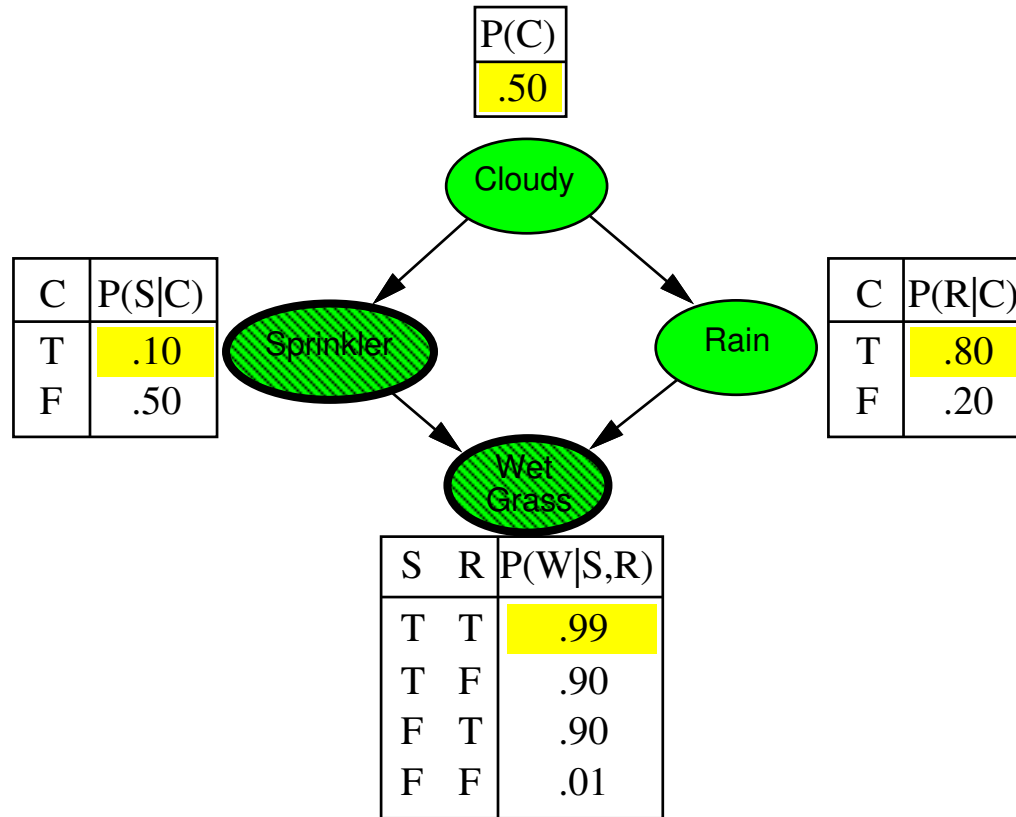 P(C)
.50
Cloudy
C P(S|C)
T .10
F .50
Sprinkler
Rain
C P(R|C)
T .80
F .20
Wet
Grass
S R P(W|S,R)
T T .99
T F .90
F T .90
F F .01